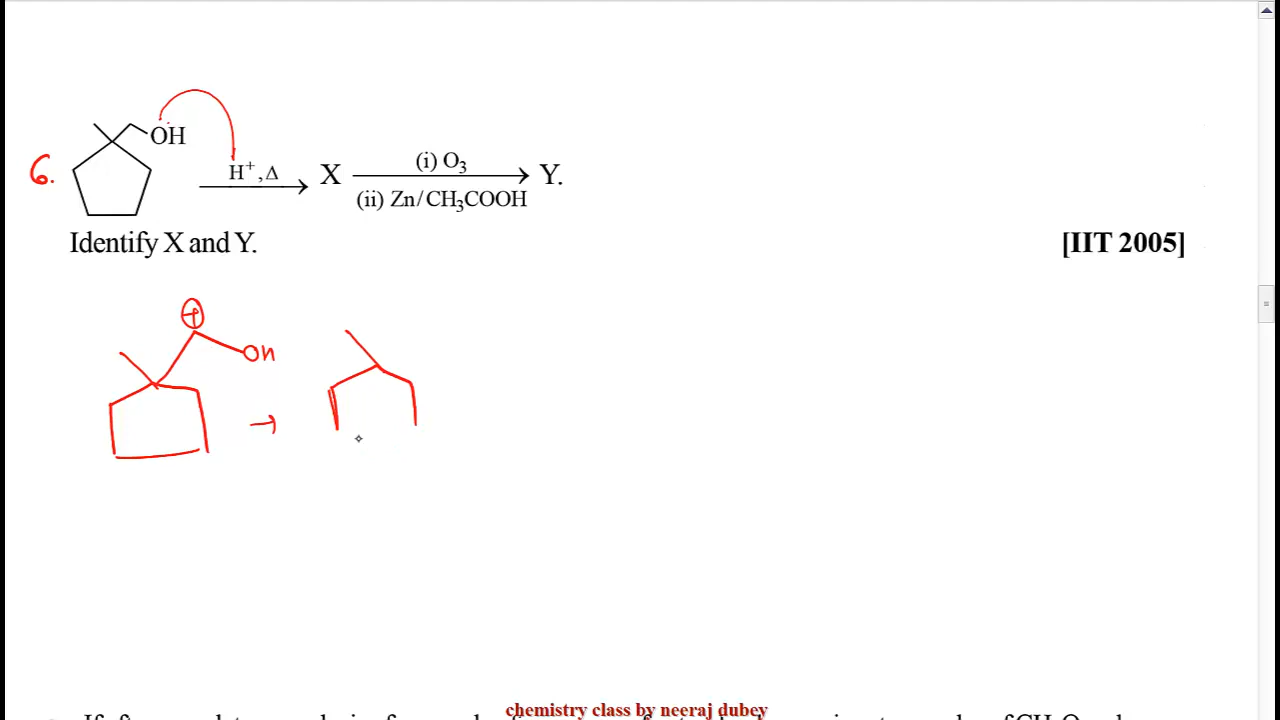 6.
OH
H⁺,Δ
X
(i) O₃
(ii) Zn/CH₃COOH
Y.
Identify X and Y.
[IIT 2005]
⊕
OH
→
chemistry class by neeraj dubey